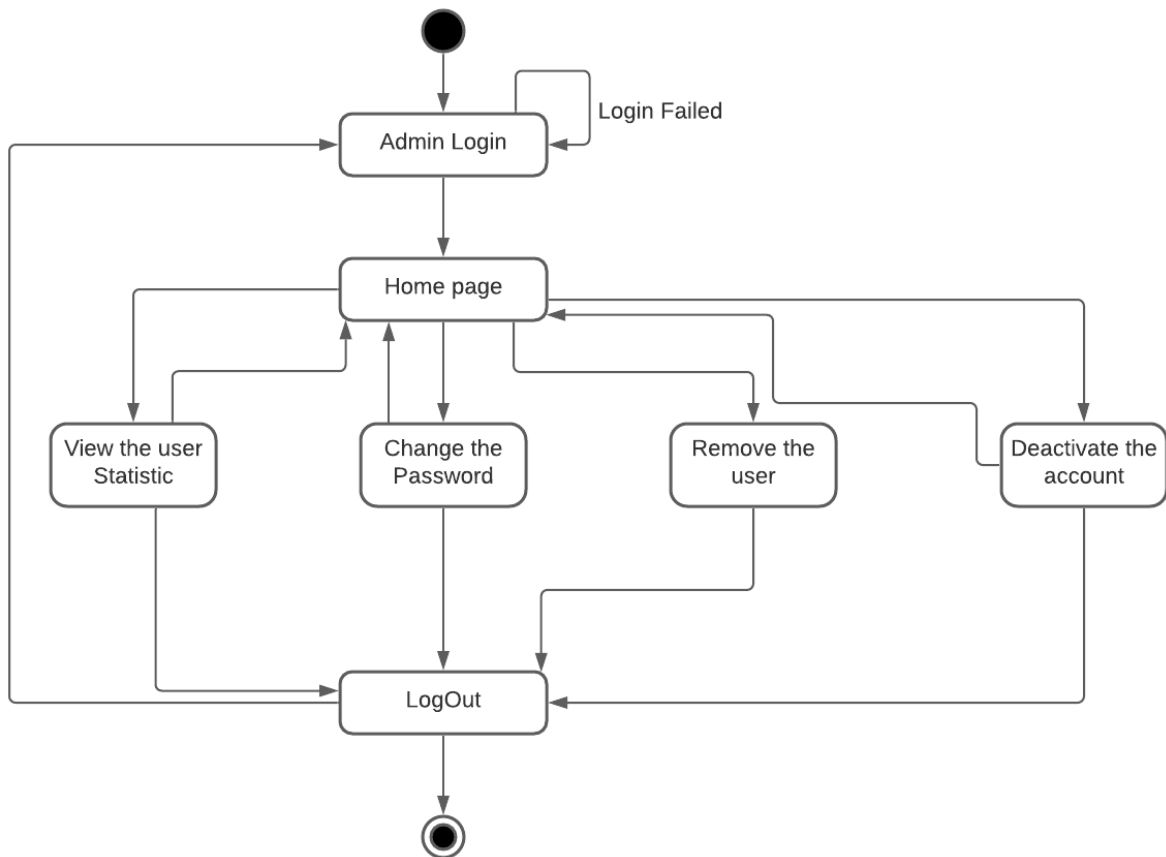 Login Failed
Admin Login
Home page
View the user
Statistic
Change the
Password
Remove the
user
Deactivate the
account
LogOut